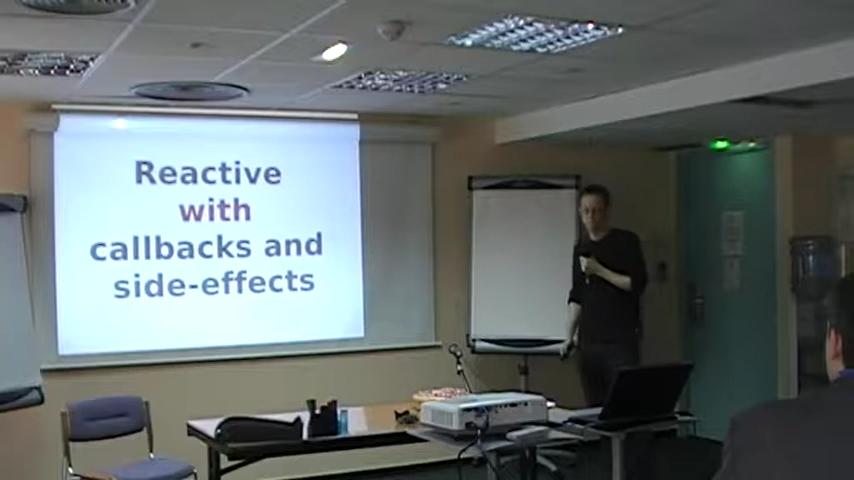 Reactive
with
callbacks and
side-effects